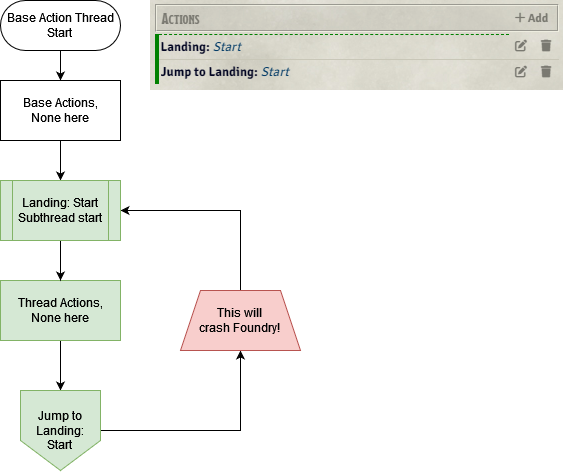 Base Action Thread
Start
Actions
+ Add
Landing: Start
Jump to Landing: Start
Base Actions,
None here
Landing: Start
Subthread start
Thread Actions,
None here
This will
crash Foundry!
Jump to
Landing:
Start